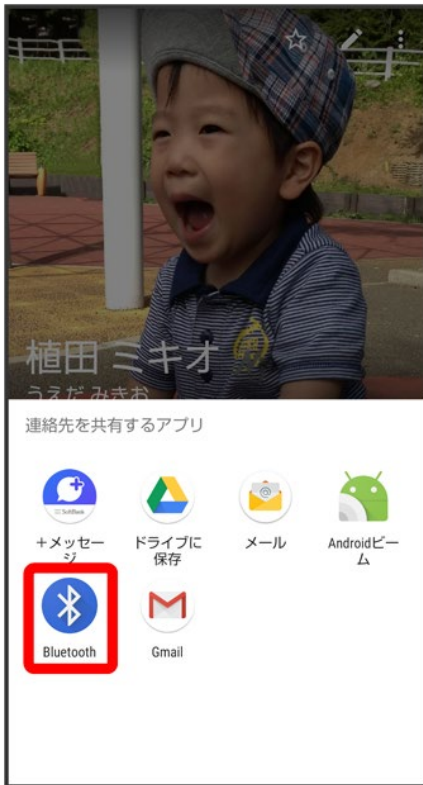 植田 ミキオ
うえだ みきお
連絡先を共有するアプリ
SoftBank
+メッセー
ジ
ドライブに
保存
メール
Androidビー
ム
Bluetooth
Gmail